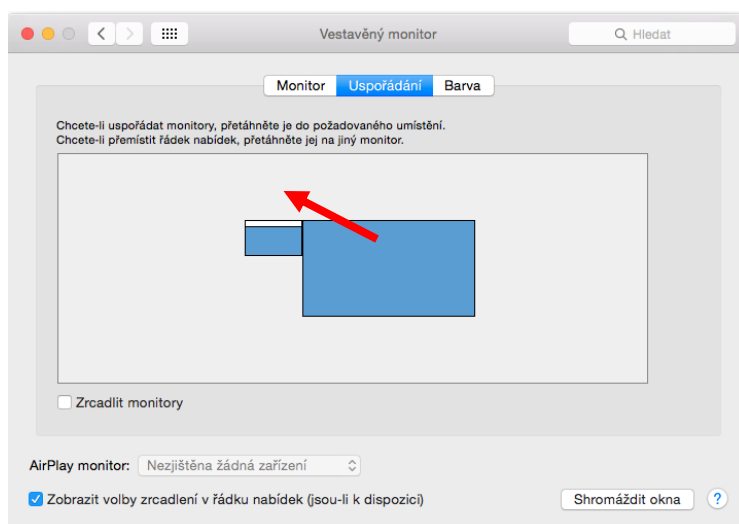 Vestavěný monitor
Hledat
Monitor Uspořádání Barva
Chcete-li uspořádat monitory, přetáhněte je do požadovaného umístění.
Chcete-li přemístit řádek nabídek, přetáhněte jej na jiný monitor.
Zrcadlit monitory
AirPlay monitor: Nezjištěna žádná zařízení
Zobrazit volby zrcadlení v řádku nabídek (jsou-li k dispozici)
Shromáždit okna ?